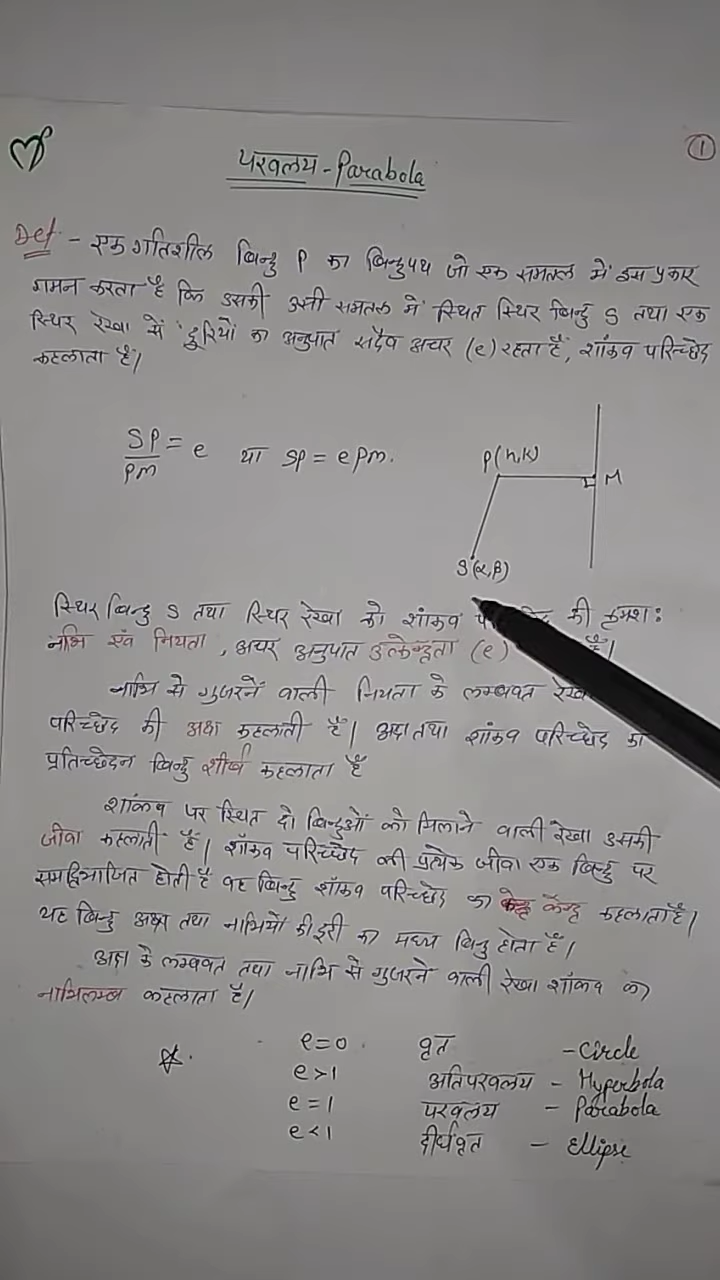 1
परवलय - Parabola
Def - एक गतिशील बिन्दु P का बिन्दुपथ जो एक समतल में इस प्रकार
गमन करता है कि उसकी उसी समतल में स्थित स्थिर बिन्दु S तथा एक
स्थिर रेखा से दुरियों का अनुपात सदैव अचर (e) रहता है, शांकव परिच्छेद
कहलाता है।
SP/PM = e या SP = ePM.
P(h,k)
M
S(α,β)
स्थिर बिन्दु S तथा स्थिर रेखा को शांकव की क्रमश:
नाभि एवं नियता, अचर अनुपात उत्केन्द्रता (e) है।
नाभि से गुजरने वाली नियता के लम्बवत
परिच्छेद की अक्ष कहलाती है। अक्ष तथा शांकव परिच्छेद का
प्रतिच्छेदन बिन्दु शीर्ष कहलाता है
शांकव पर स्थित दो बिन्दुओं को मिलाने वाली रेखा उसकी
जीवा कहलाती है। शांकव परिच्छेद की प्रत्येक जीवा एक बिन्दु पर
समद्विभाजित होती है वह बिन्दु शांकव परिच्छेद का केन्द्र कहलाता है।
यह बिन्दु अक्ष तथा नाभियों की दूरी का मध्य बिन्दु होता है।
अक्ष के लम्बवत तथा नाभि से गुजरने वाली रेखा शांकव का
नाभिलम्ब कहलाता है।
e=0 वृत - Circle
e>1 अतिपरवलय - Hyperbola
e=1 परवलय - Parabola
e<1 दीर्घवृत - Ellipse